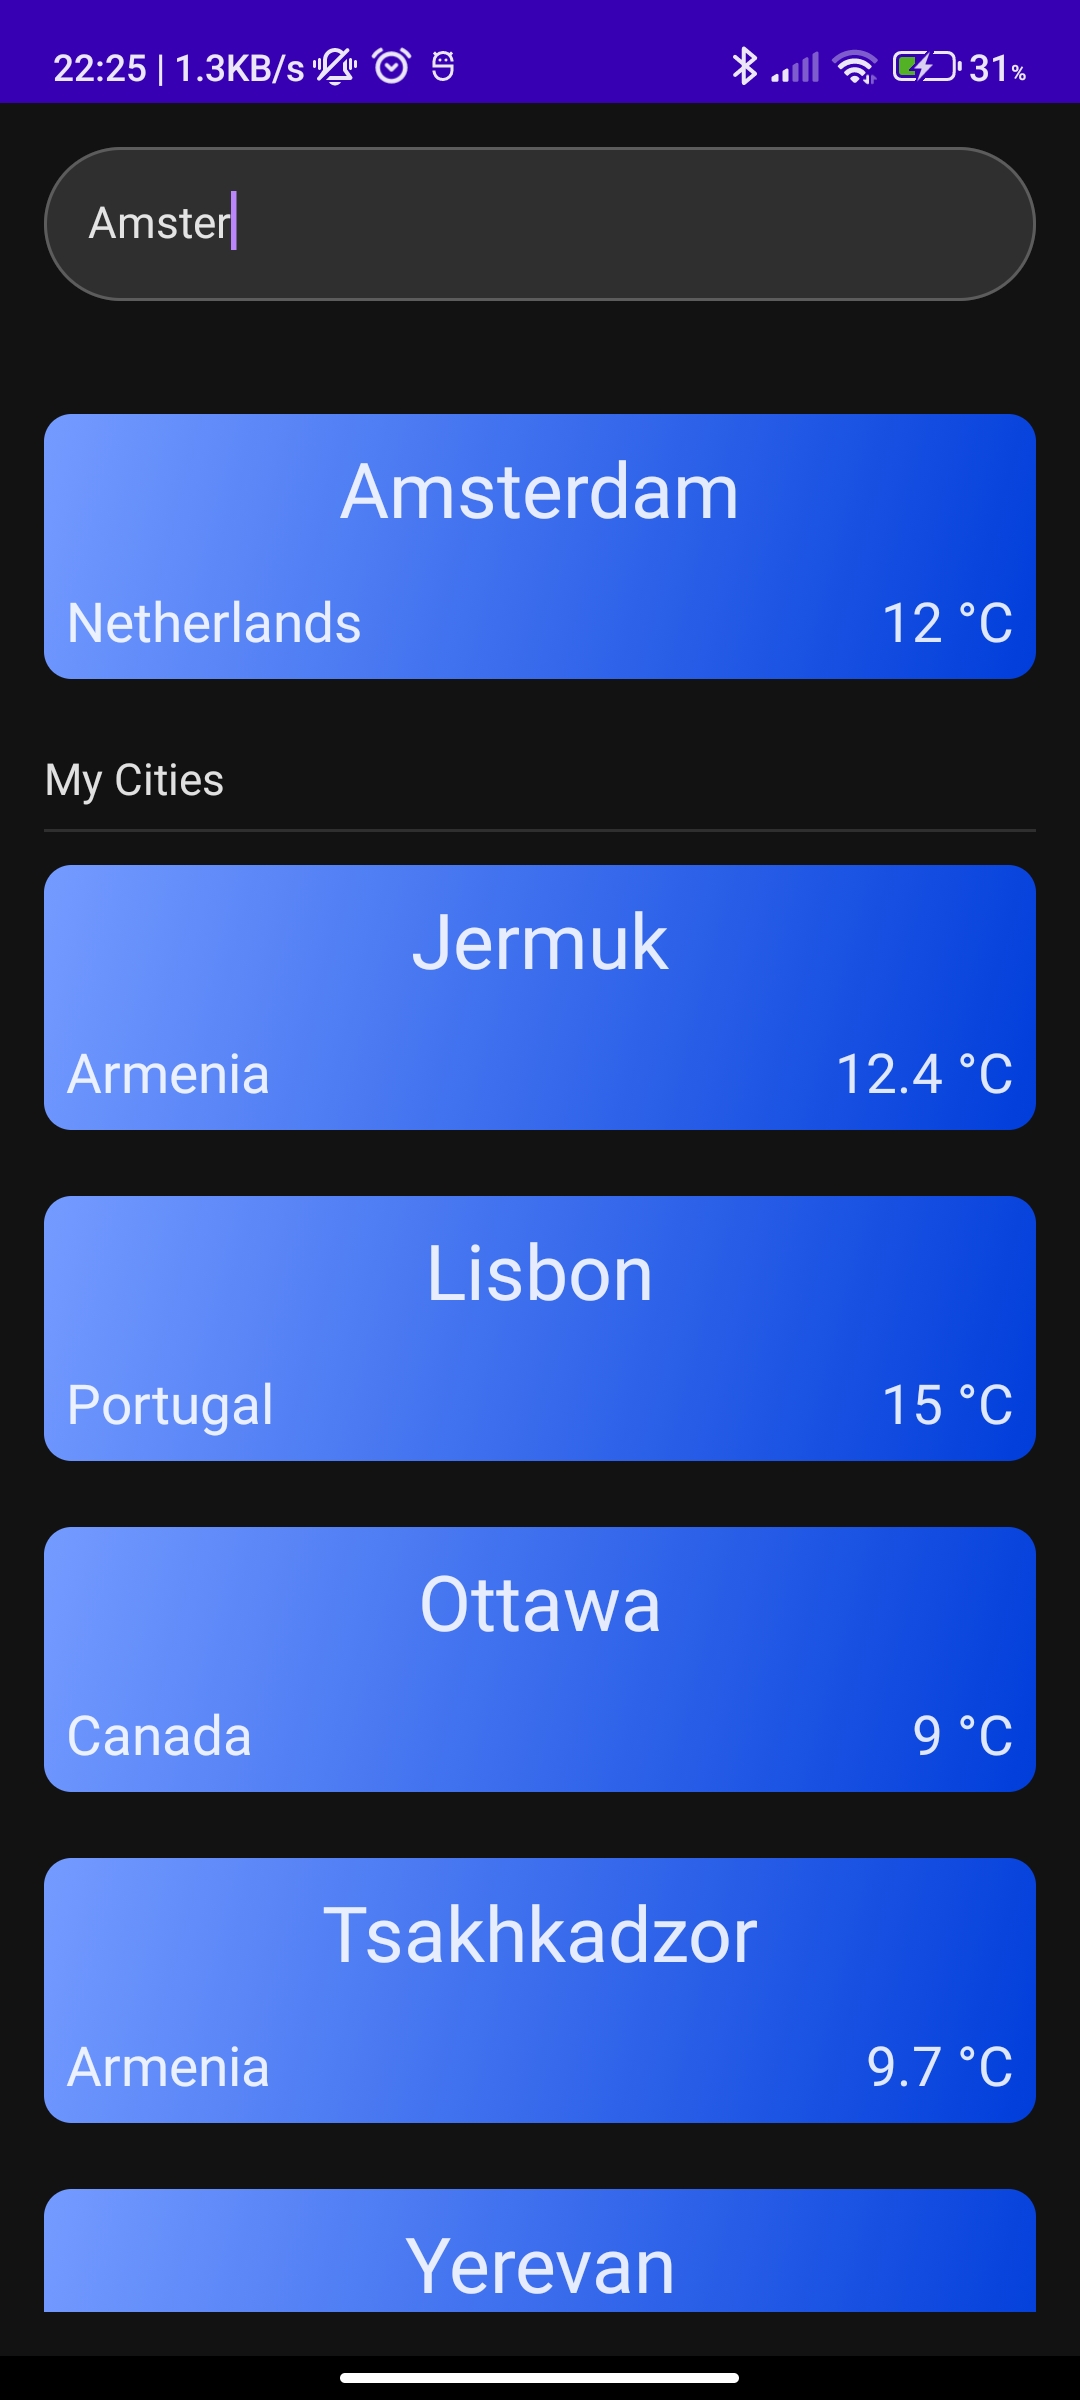 22:25 | 1.3KB/s 31%
Amster
Amsterdam
Netherlands 12 °C
My Cities
Jermuk
Armenia 12.4 °C
Lisbon
Portugal 15 °C
Ottawa
Canada 9 °C
Tsakhkadzor
Armenia 9.7 °C
Yerevan